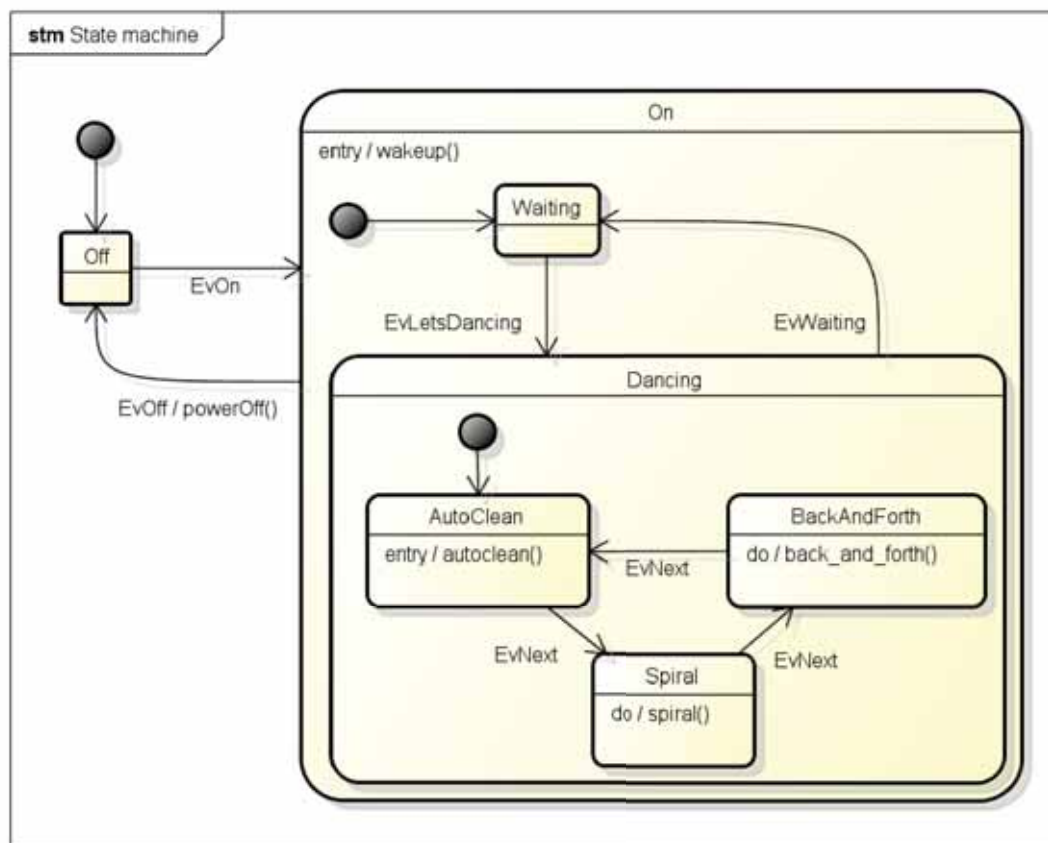 stm State machine
On
entry / wakeup()
Waiting
Off
EvOn
EvLetsDancing
EvWaiting
Dancing
EvOff / powerOff()
AutoClean
entry / autoclean()
BackAndForth
do / back_and_forth()
EvNext
EvNext
EvNext
Spiral
do / spiral()